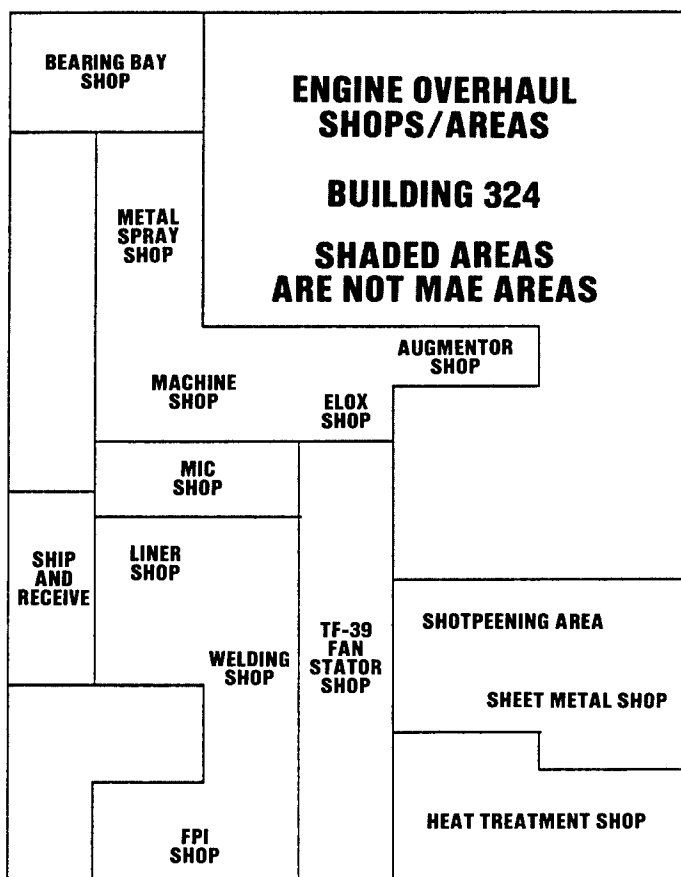 BEARING BAY
SHOP
ENGINE OVERHAUL
SHOPS/AREAS
BUILDING 324
SHADED AREAS
ARE NOT MAE AREAS
METAL
SPRAY
SHOP
AUGMENTOR
SHOP
MACHINE
SHOP
ELOX
SHOP
MIC
SHOP
SHIP
AND
RECEIVE
LINER
SHOP
WELDING
SHOP
TF-39
FAN
STATOR
SHOP
SHOTPEENING AREA
SHEET METAL SHOP
FPI
SHOP
HEAT TREATMENT SHOP